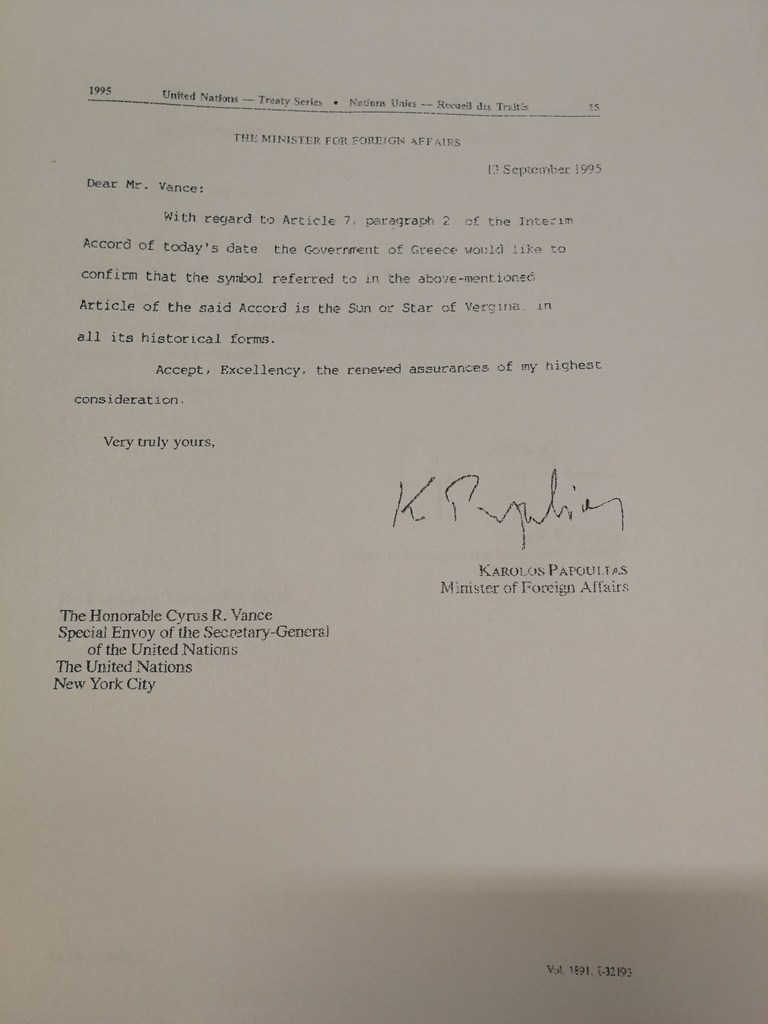 1995 United Nations — Treaty Series • Nations Unies — Recueil des Traités 35
THE MINISTER FOR FOREIGN AFFAIRS
13 September 1995
Dear Mr. Vance:
With regard to Article 7, paragraph 2 of the Interim
Accord of today's date the Government of Greece would like to
confirm that the symbol referred to in the above-mentioned
Article of the said Accord is the Sun or Star of Vergina in
all its historical forms.
Accept, Excellency, the renewed assurances of my highest
consideration.
Very truly yours,
K Papoulias
KAROLOS PAPOULIAS
Minister of Foreign Affairs
The Honorable Cyrus R. Vance
Special Envoy of the Secretary-General
of the United Nations
The United Nations
New York City
Vol. 1891, I-32193